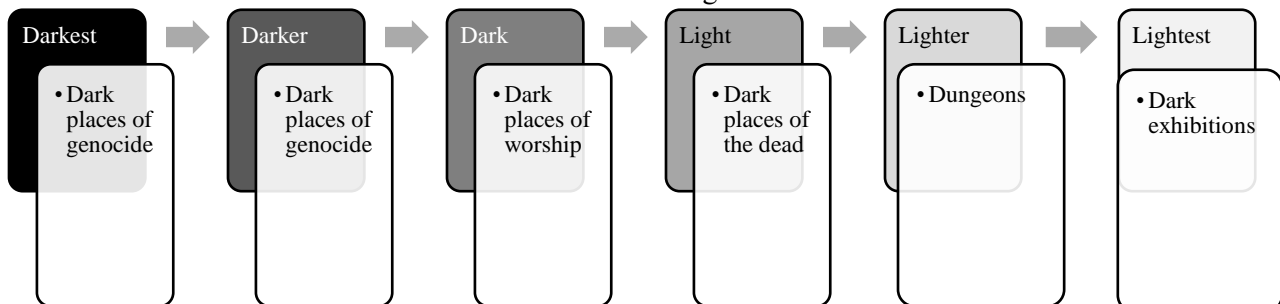 Darkest
• Dark
places of
genocide
Darker
• Dark
places of
genocide
Dark
• Dark
places of
worship
Light
• Dark
places of
the dead
Lighter
• Dungeons
Lightest
• Dark
exhibitions